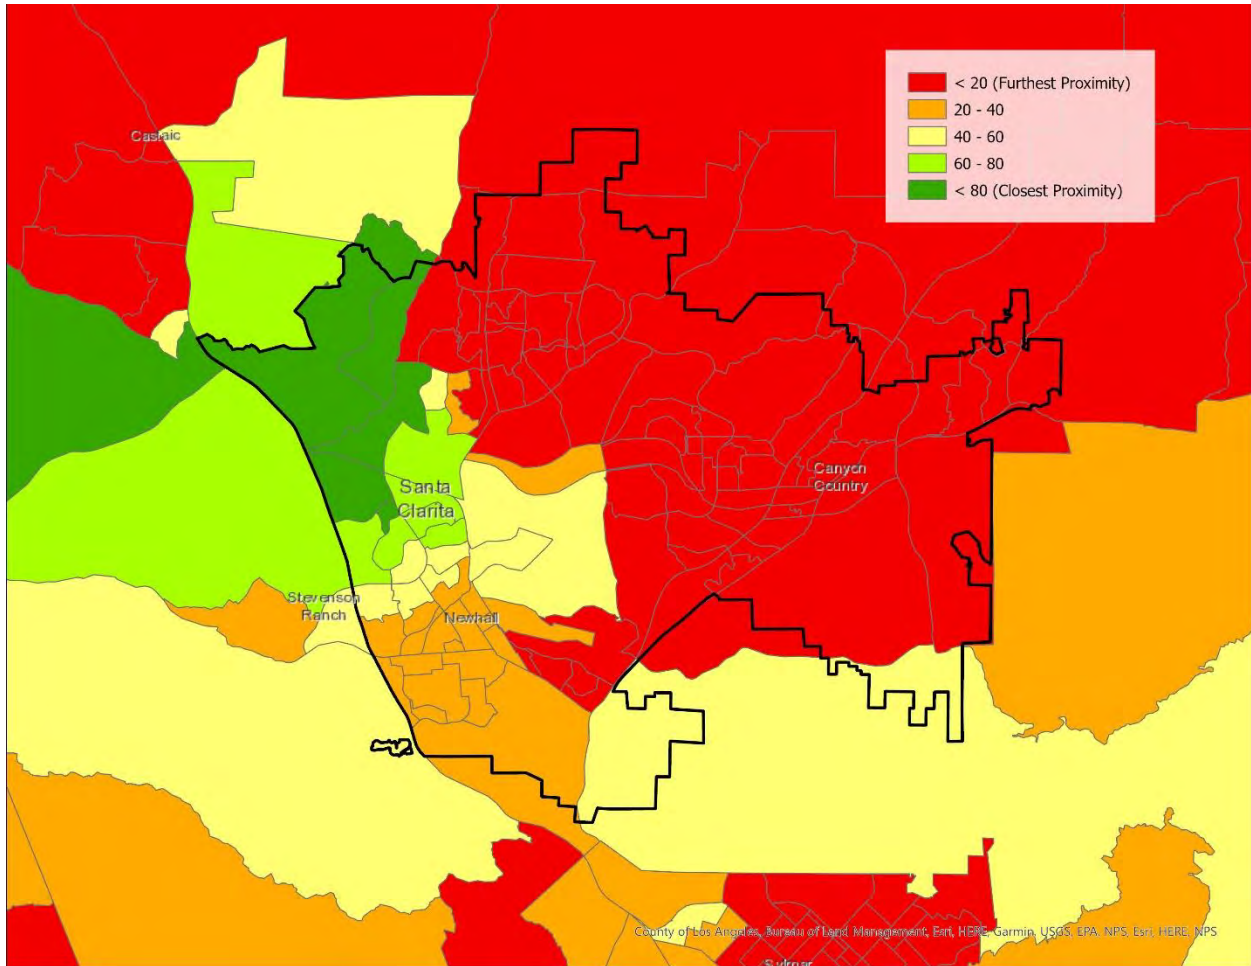 < 20 (Furthest Proximity)
20 - 40
40 - 60
60 - 80
< 80 (Closest Proximity)
Castaic
Canyon
Country
Santa
Clarita
Stevenson
Ranch
Newhall
County of Los Angeles, Bureau of Land Management, Esri, HERE, Garmin, USGS, EPA, NPS, Esri, HERE, NPS
Sylmar